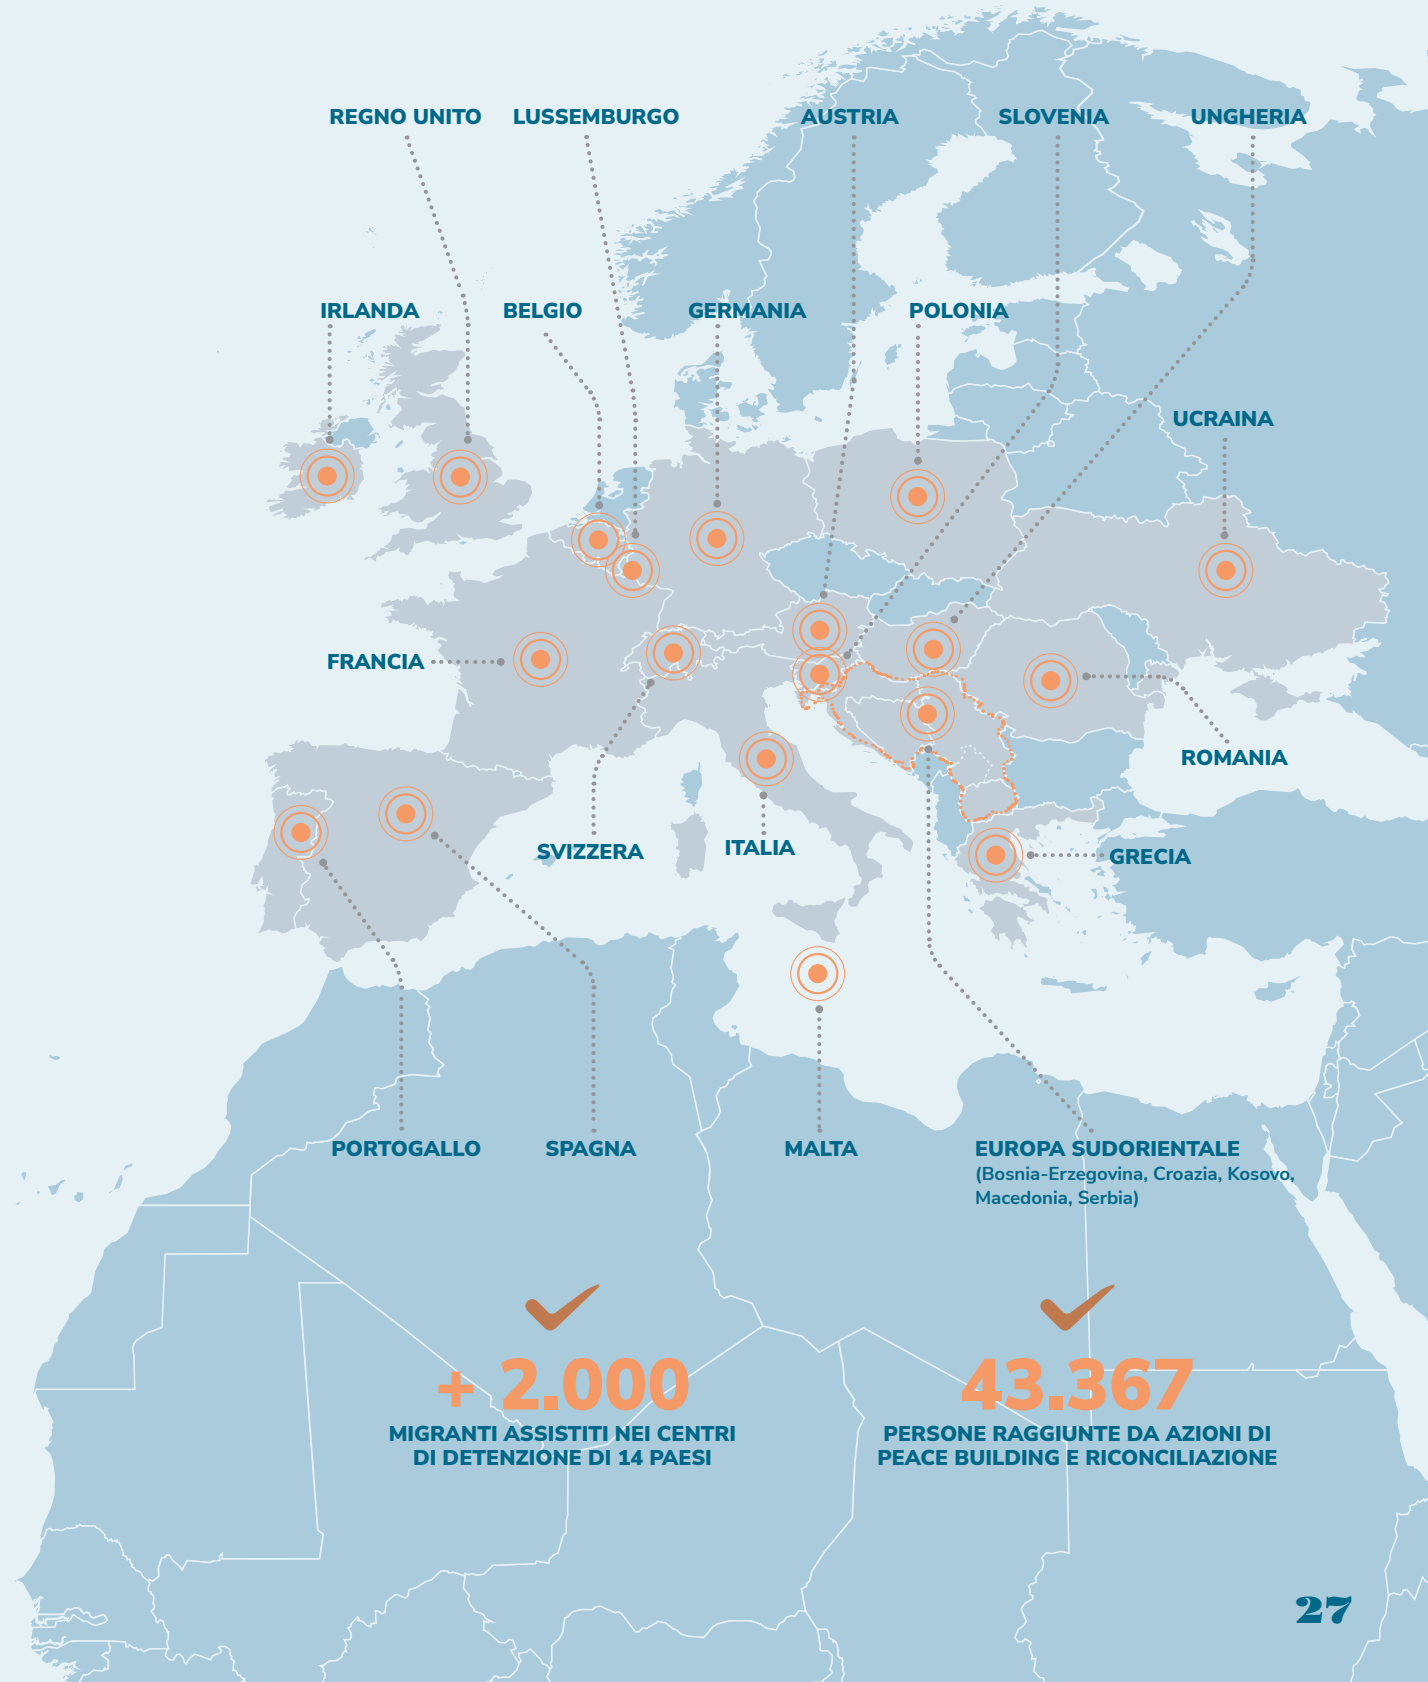 REGNO UNITO
LUSSEMBURGO
AUSTRIA
SLOVENIA
UNGHERIA
IRLANDA
BELGIO
GERMANIA
POLONIA
UCRAINA
FRANCIA
ROMANIA
SVIZZERA
ITALIA
GRECIA
PORTOGALLO
SPAGNA
MALTA
EUROPA SUDORIENTALE
(Bosnia-Erzegovina, Croazia, Kosovo,
Macedonia, Serbia)
+ 2.000
MIGRANTI ASSISTITI NEI CENTRI
DI DETENZIONE DI 14 PAESI
43.367
PERSONE RAGGIUNTE DA AZIONI DI
PEACE BUILDING E RICONCILIAZIONE
27